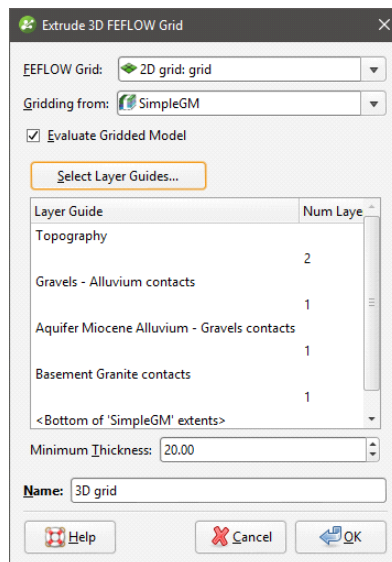 Extrude 3D FEFLOW Grid
FEFLOW Grid: 2D grid: grid
Gridding from: SimpleGM
Evaluate Gridded Model
Select Layer Guides...
Layer Guide Num Laye
Topography
2
Gravels - Alluvium contacts
1
Aquifer Miocene Alluvium - Gravels contacts
1
Basement Granite contacts
1
<Bottom of 'SimpleGM' extents>
Minimum Thickness: 20.00
Name: 3D grid
Help Cancel OK